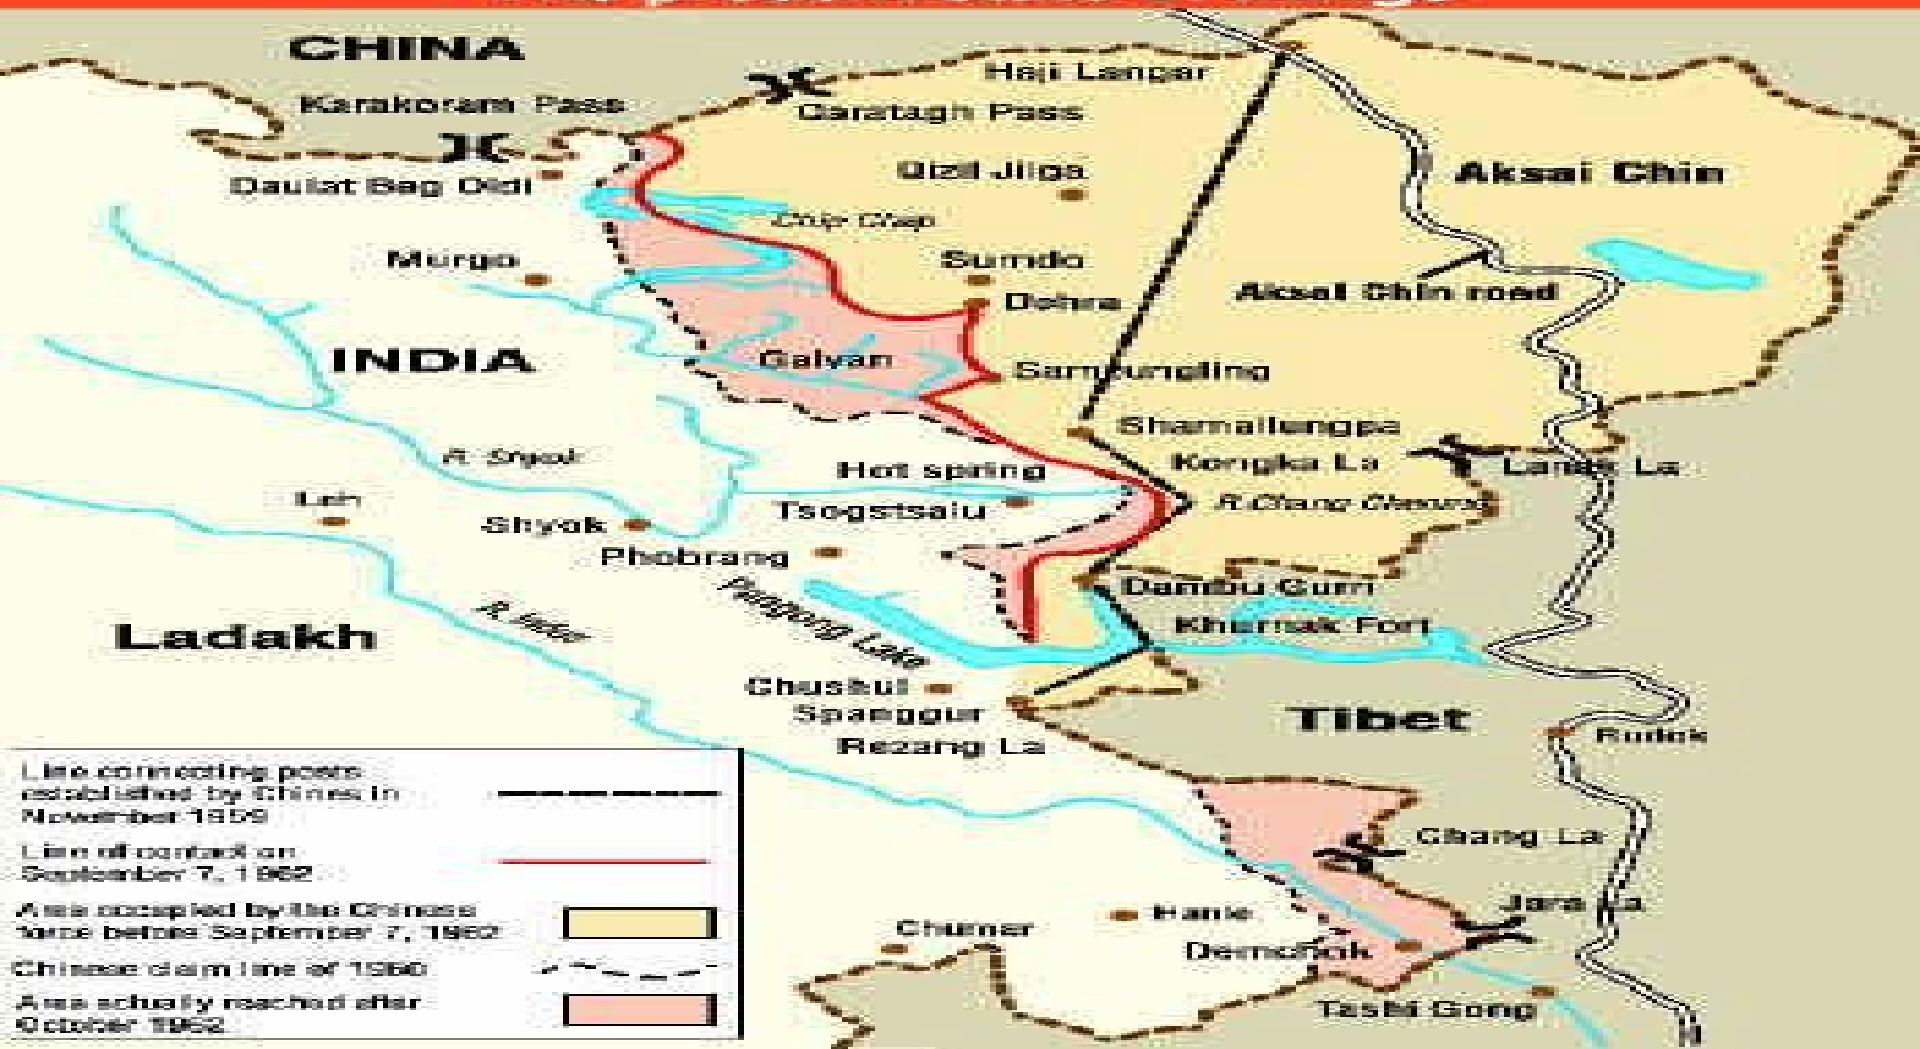 CHINA
Haji Langar
Karakoram Pass
Qaratagh Pass
Qizil Jilga
Aksai Chin
Daulat Beg Oldi
Chip Chap
Murgo
Sumdo
Dehra
Aksai Chin road
INDIA
Galwan
Samzungling
Shamallungpa
R. Shyok
Hot spring
Kongka La
Lanak La
Leh
Shyok
Tsogstsalu
Phobrang
Dambu Guru
Pangong Lake
Khurnak Fort
R. Indus
Ladakh
Chushul
Spanggur
Tibet
Rudok
Rezang La
Line connecting posts
established by Chines in
November 1959
Line of contact on
September 7, 1962
Chang La
Jara La
Area occupied by the Chinese
force before September 7, 1962
Chumar
Hanle
Demchok
Chinese claim line of 1960
Area actually reached after
October 1962
Tashi Gong